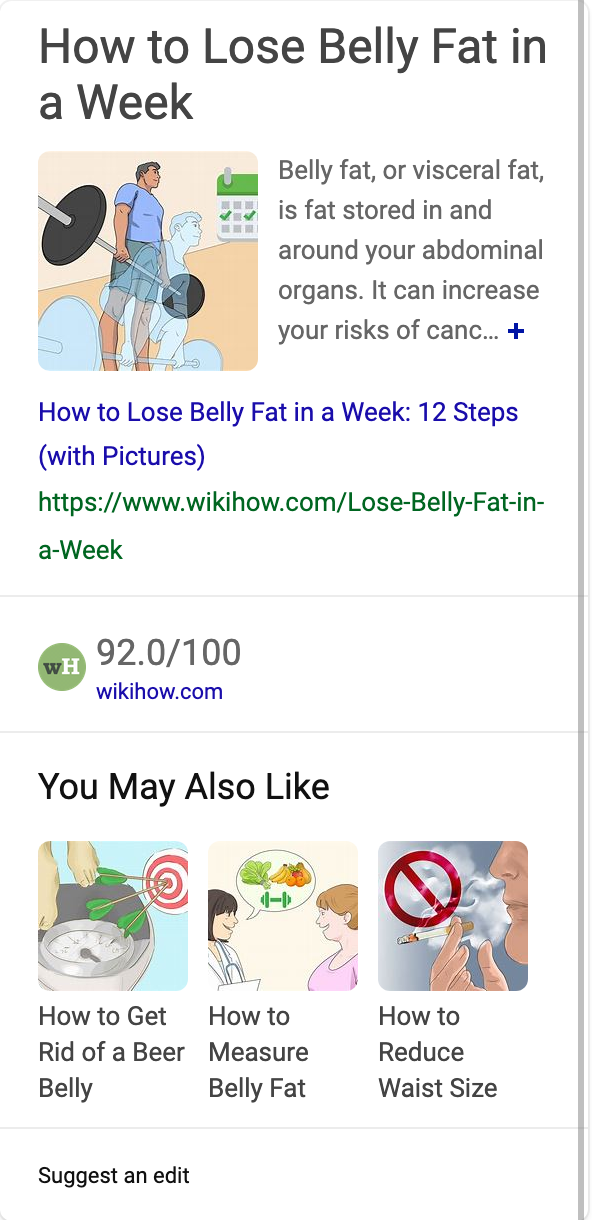 How to Lose Belly Fat in
a Week
Belly fat, or visceral fat,
is fat stored in and
around your abdominal
organs. It can increase
your risks of canc... +
How to Lose Belly Fat in a Week: 12 Steps
(with Pictures)
https://www.wikihow.com/Lose-Belly-Fat-in-
a-Week
wH
92.0/100
wikihow.com
You May Also Like
How to Get
Rid of a Beer
Belly
How to
Measure
Belly Fat
How to
Reduce
Waist Size
Suggest an edit